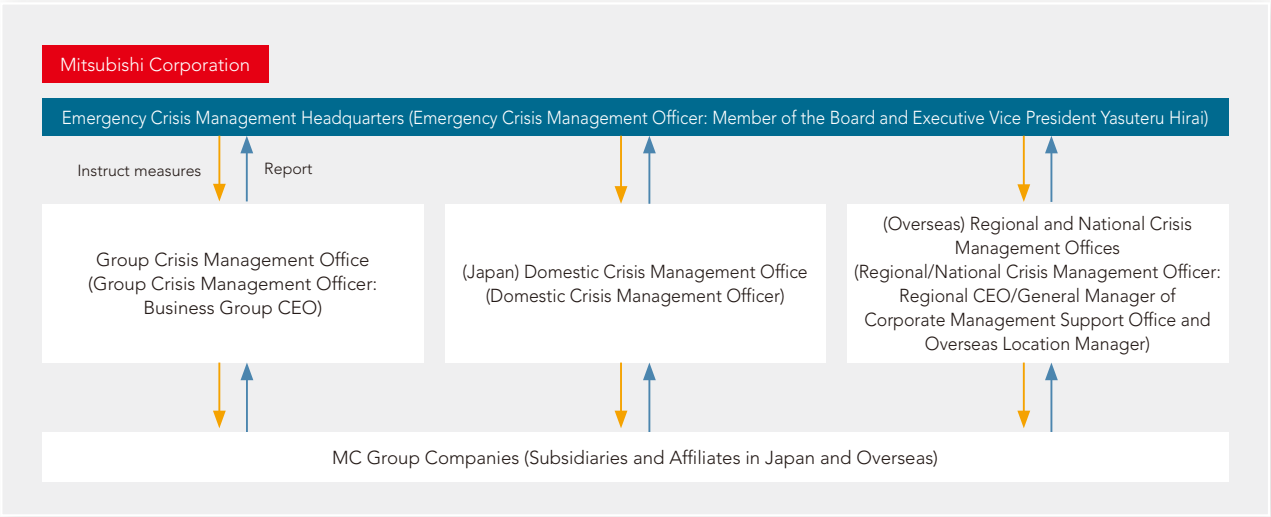 Mitsubishi Corporation
Emergency Crisis Management Headquarters (Emergency Crisis Management Officer: Member of the Board and Executive Vice President Yasuteru Hirai)
Instruct measures
Report
Group Crisis Management Office
(Group Crisis Management Officer:
Business Group CEO)
(Japan) Domestic Crisis Management Office
(Domestic Crisis Management Officer)
(Overseas) Regional and National Crisis
Management Offices
(Regional/National Crisis Management Officer:
Regional CEO/General Manager of
Corporate Management Support Office and
Overseas Location Manager)
MC Group Companies (Subsidiaries and Affiliates in Japan and Overseas)